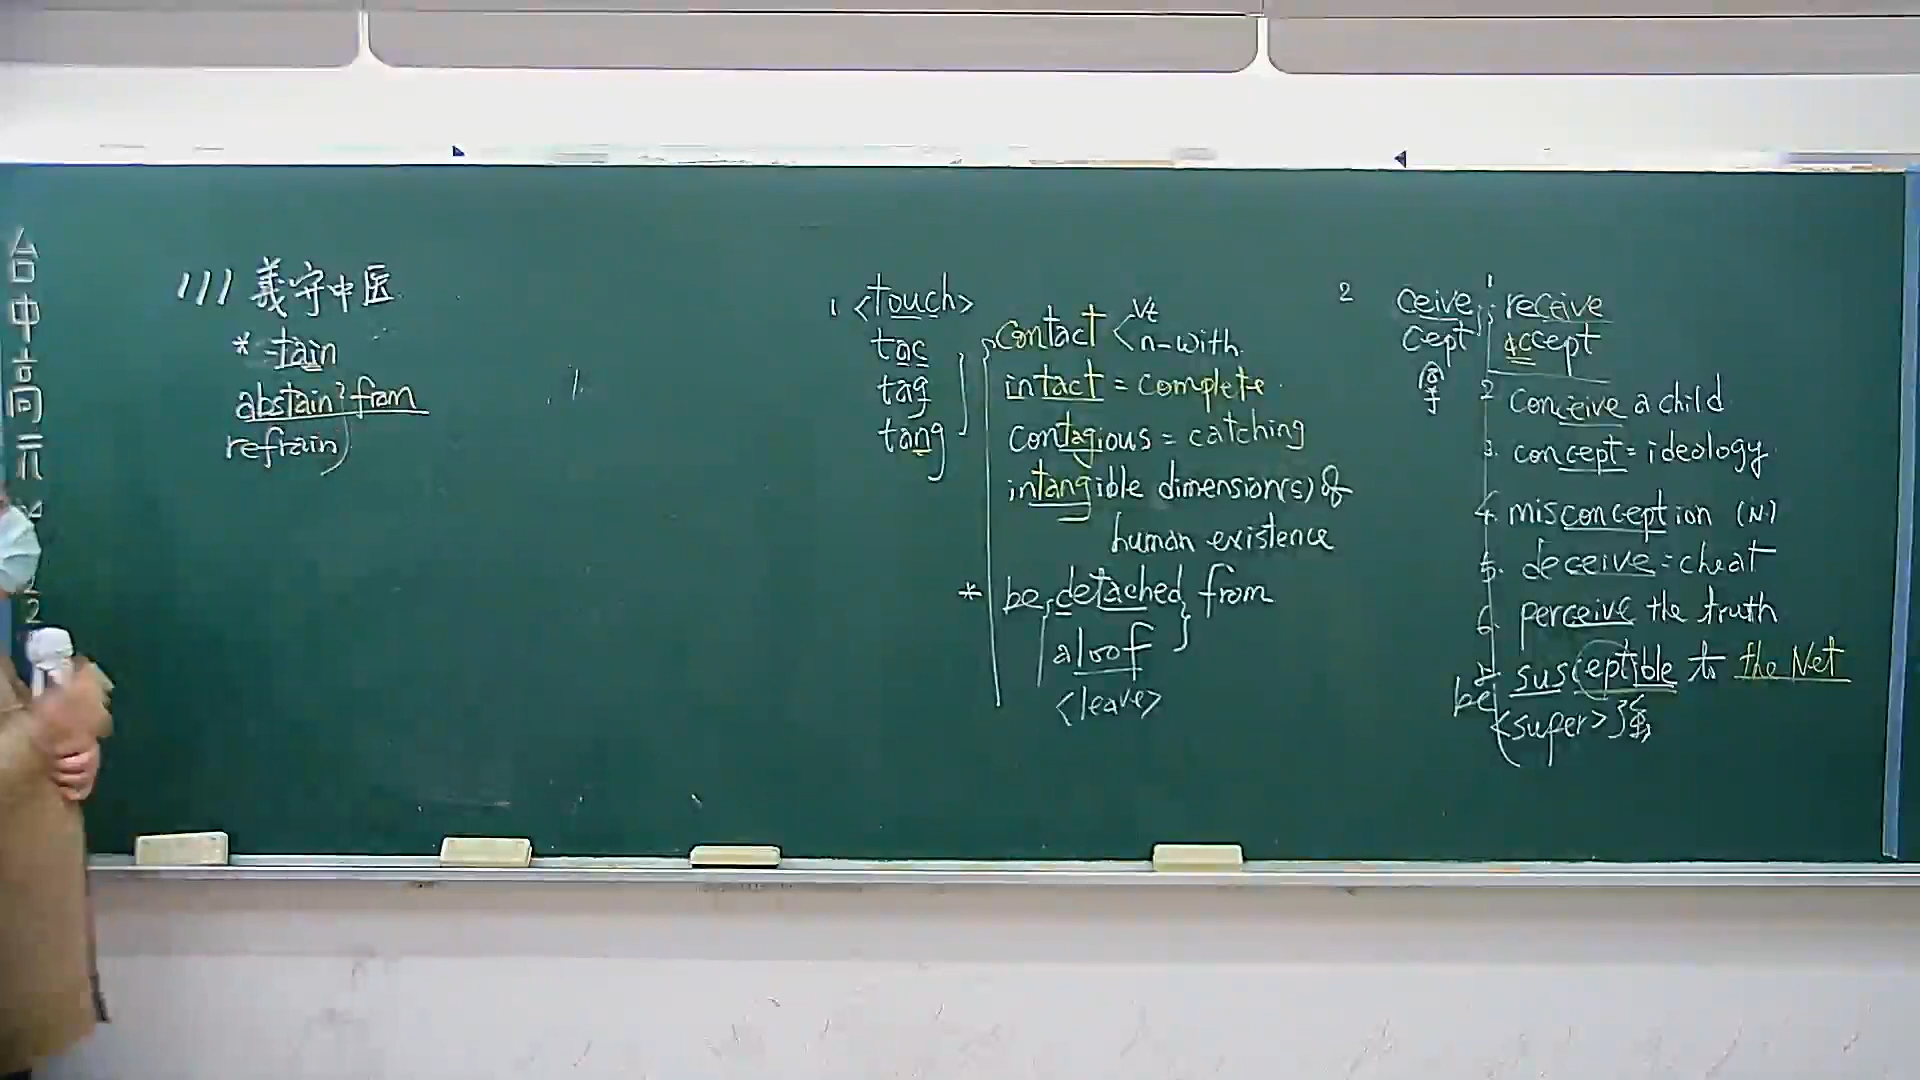 台中高同元
111 義守中医
* -tain
abstain } from
refrain
1 <touch>
tac
tag
tang
contact < vt
n-with
intact = complete
contagious = catching
intangible dimension(s) of
human existence
* be detached } from
aloof
<leave>
2 ceive
cept
1 receive
accept
2 conceive a child
3. concept = ideology
4. misconception (N.)
5. deceive = cheat
6. perceive the truth
be susceptible to the Net
<super>